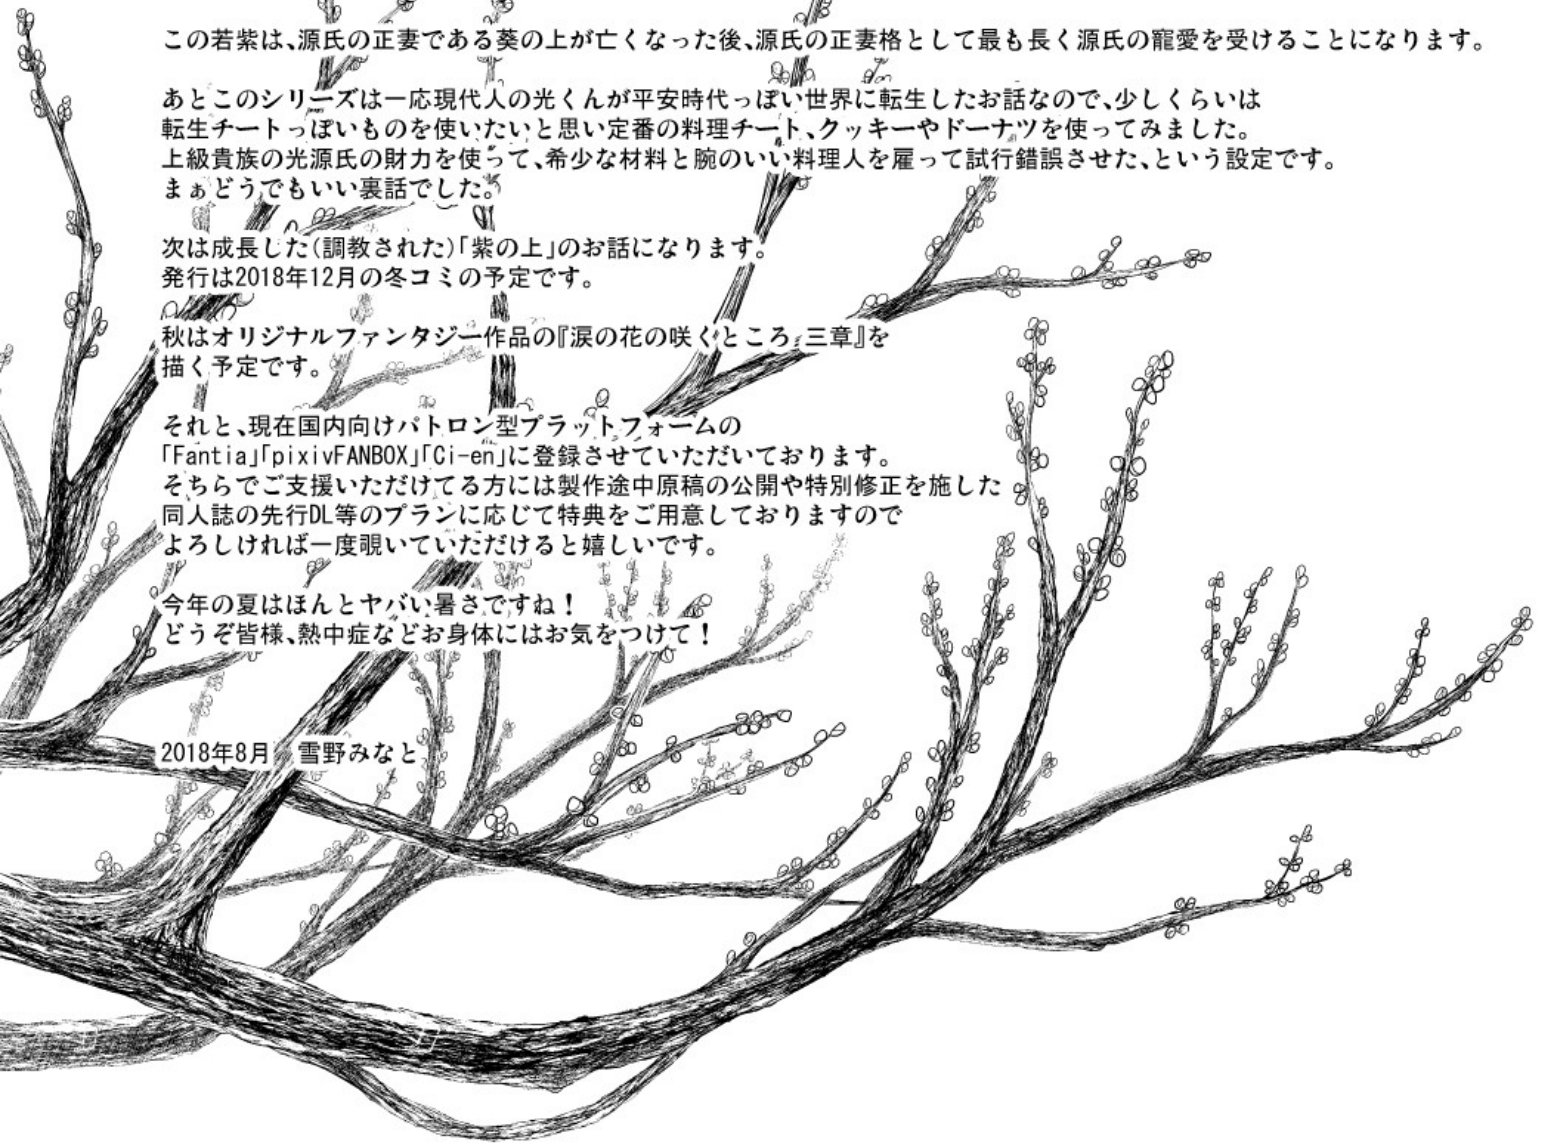 この若紫は、源氏の正妻である葵の上が亡くなった後、源氏の正妻格として最も長く源氏の寵愛を受けることになります。
あとこのシリーズは一応現代人の光くんが平安時代っぽい世界に転生したお話なので、少しくらいは
転生チートっぽいものを使いたいと思い定番の料理チート、クッキーやドーナツを使ってみました。
上級貴族の光源氏の財力を使って、希少な材料と腕のいい料理人を雇って試行錯誤させた、という設定です。
まぁどうでもいい裏話でした。
次は成長した(調教された)「紫の上」のお話になります。
発行は2018年12月の冬コミの予定です。
秋はオリジナルファンタジー作品の『涙の花の咲くところ 三章』を
描く予定です。
それと、現在国内向けパトロン型プラットフォームの
「Fantia」「pixivFANBOX」「Ci-en」に登録させていただいております。
そちらでご支援いただけてる方には製作途中原稿の公開や特別修正を施した
同人誌の先行DL等のプランに応じて特典をご用意しておりますので
よろしければ一度覗いていただけると嬉しいです。
今年の夏はほんとヤバい暑さですね！
どうぞ皆様、熱中症などお身体にはお気をつけて！
2018年8月　雪野みなと